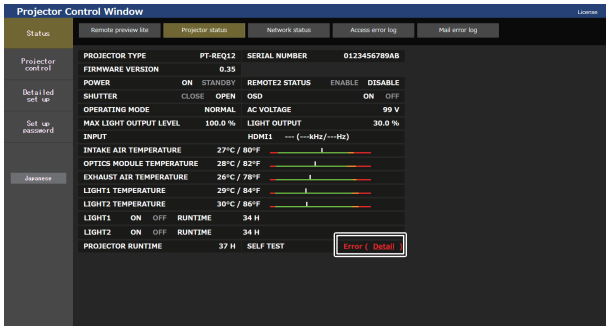 Projector Control Window
License
Status
Remote preview lite
Projector status
Network status
Access error log
Mail error log
Projector control
Detailed set up
Set up password
Japanese
PROJECTOR TYPE PT-REQ12 SERIAL NUMBER 0123456789AB
FIRMWARE VERSION 0.35
POWER ON STANDBY REMOTE2 STATUS ENABLE DISABLE
SHUTTER CLOSE OPEN OSD ON OFF
OPERATING MODE NORMAL AC VOLTAGE 99 V
MAX LIGHT OUTPUT LEVEL 100.0 % LIGHT OUTPUT 30.0 %
INPUT HDMI1 --- (---kHz/---Hz)
INTAKE AIR TEMPERATURE 27°C / 80°F
OPTICS MODULE TEMPERATURE 28°C / 82°F
EXHAUST AIR TEMPERATURE 26°C / 78°F
LIGHT1 TEMPERATURE 29°C / 84°F
LIGHT2 TEMPERATURE 30°C / 86°F
LIGHT1 ON OFF RUNTIME 34 H
LIGHT2 ON OFF RUNTIME 34 H
PROJECTOR RUNTIME 37 H SELF TEST Error ( Detail )